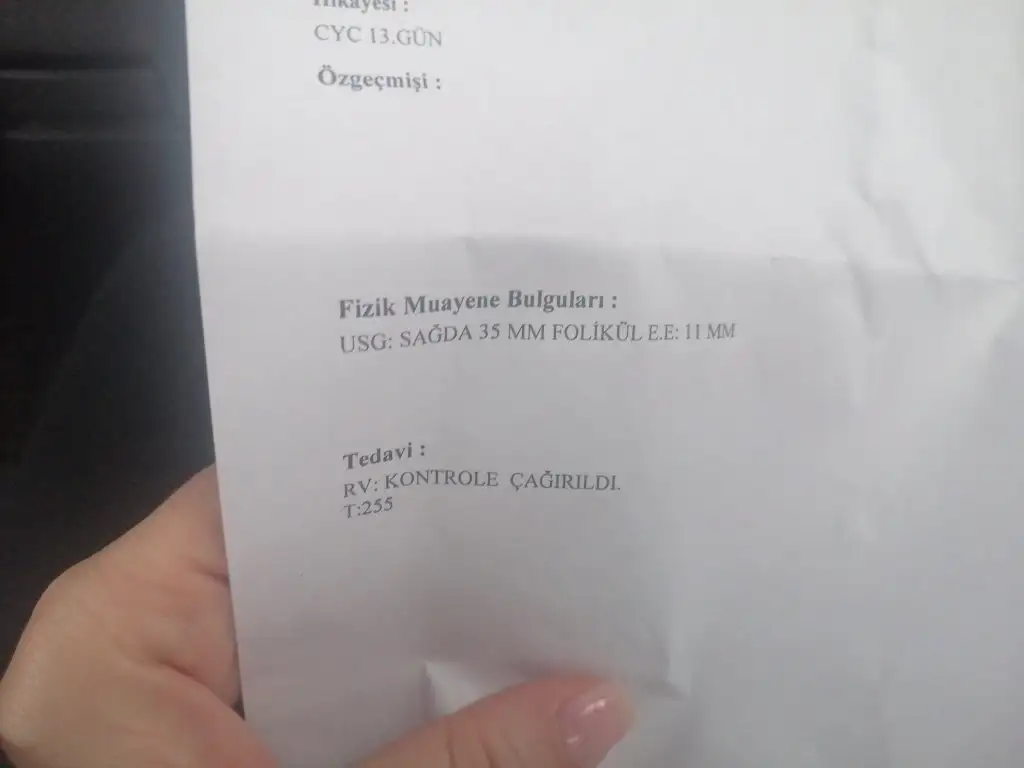 Hikayesi :
CYC 13.GÜN
Özgeçmişi :
Fizik Muayene Bulguları :
USG: SAĞDA 35 MM FOLİKÜL E.E: 11 MM
Tedavi :
RV: KONTROLE ÇAĞIRILDI.
T:255